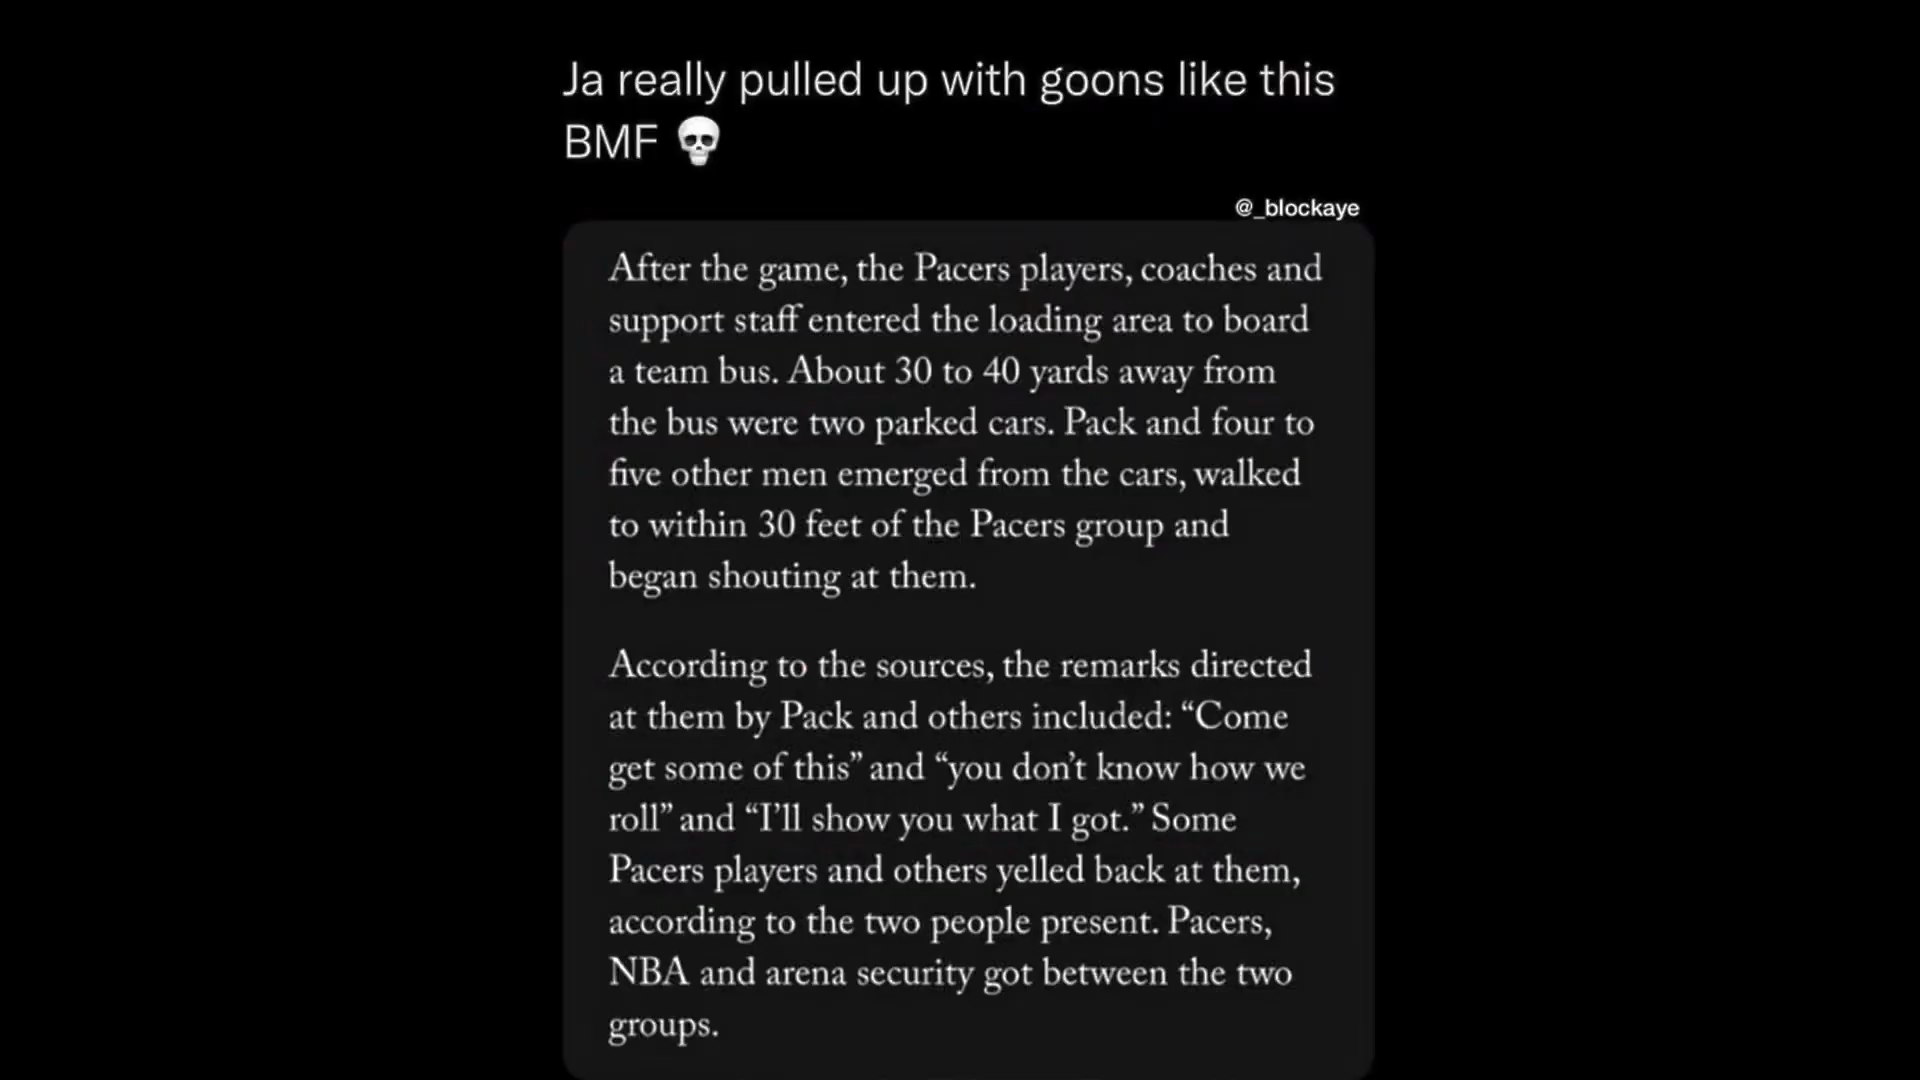 Ja really pulled up with goons like this
BMF 💀
@_blockaye
After the game, the Pacers players, coaches and
support staff entered the loading area to board
a team bus. About 30 to 40 yards away from
the bus were two parked cars. Pack and four to
five other men emerged from the cars, walked
to within 30 feet of the Pacers group and
began shouting at them.
According to the sources, the remarks directed
at them by Pack and others included: “Come
get some of this” and “you don’t know how we
roll” and “I’ll show you what I got.” Some
Pacers players and others yelled back at them,
according to the two people present. Pacers,
NBA and arena security got between the two
groups.